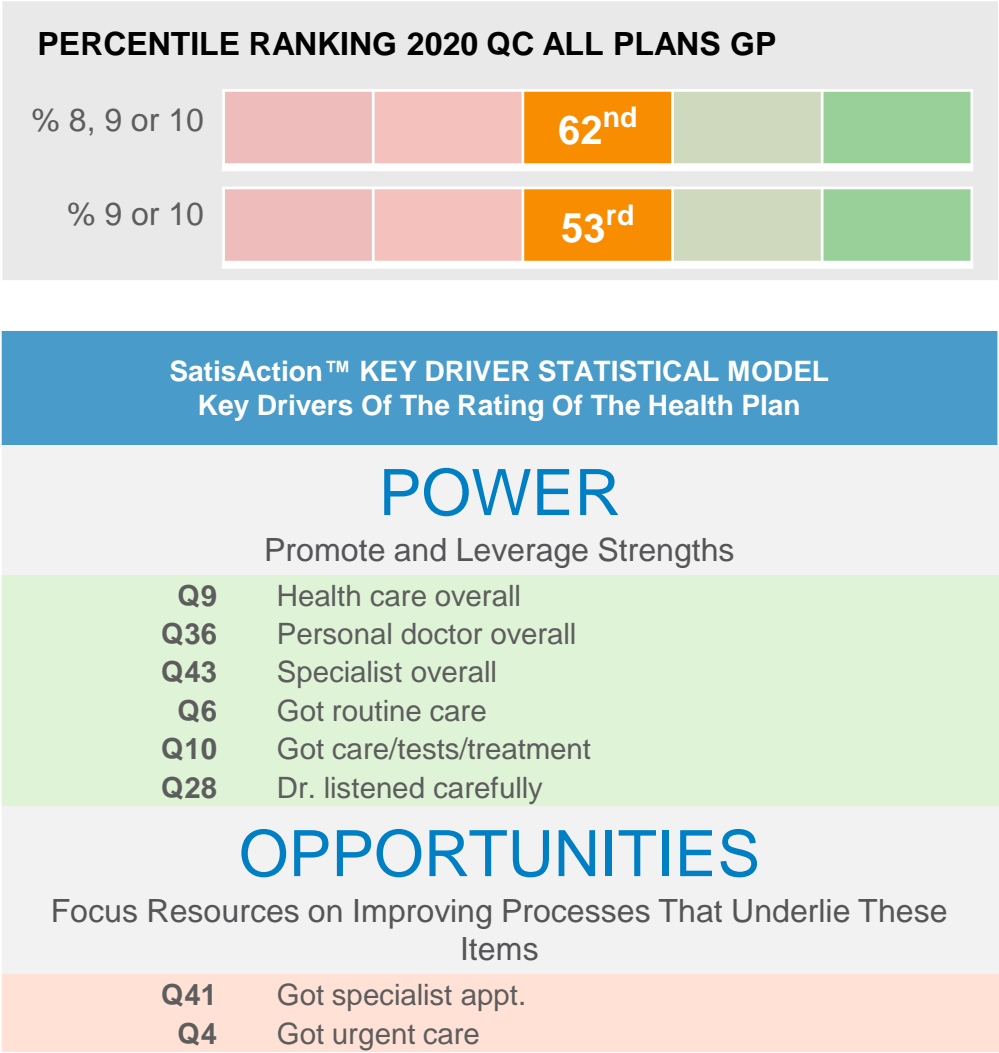 PERCENTILE RANKING 2020 QC ALL PLANS GP
% 8, 9 or 10 62nd
% 9 or 10 53rd
SatisAction™ KEY DRIVER STATISTICAL MODEL
Key Drivers Of The Rating Of The Health Plan
POWER
Promote and Leverage Strengths
Q9 Health care overall
Q36 Personal doctor overall
Q43 Specialist overall
Q6 Got routine care
Q10 Got care/tests/treatment
Q28 Dr. listened carefully
OPPORTUNITIES
Focus Resources on Improving Processes That Underlie These
Items
Q41 Got specialist appt.
Q4 Got urgent care